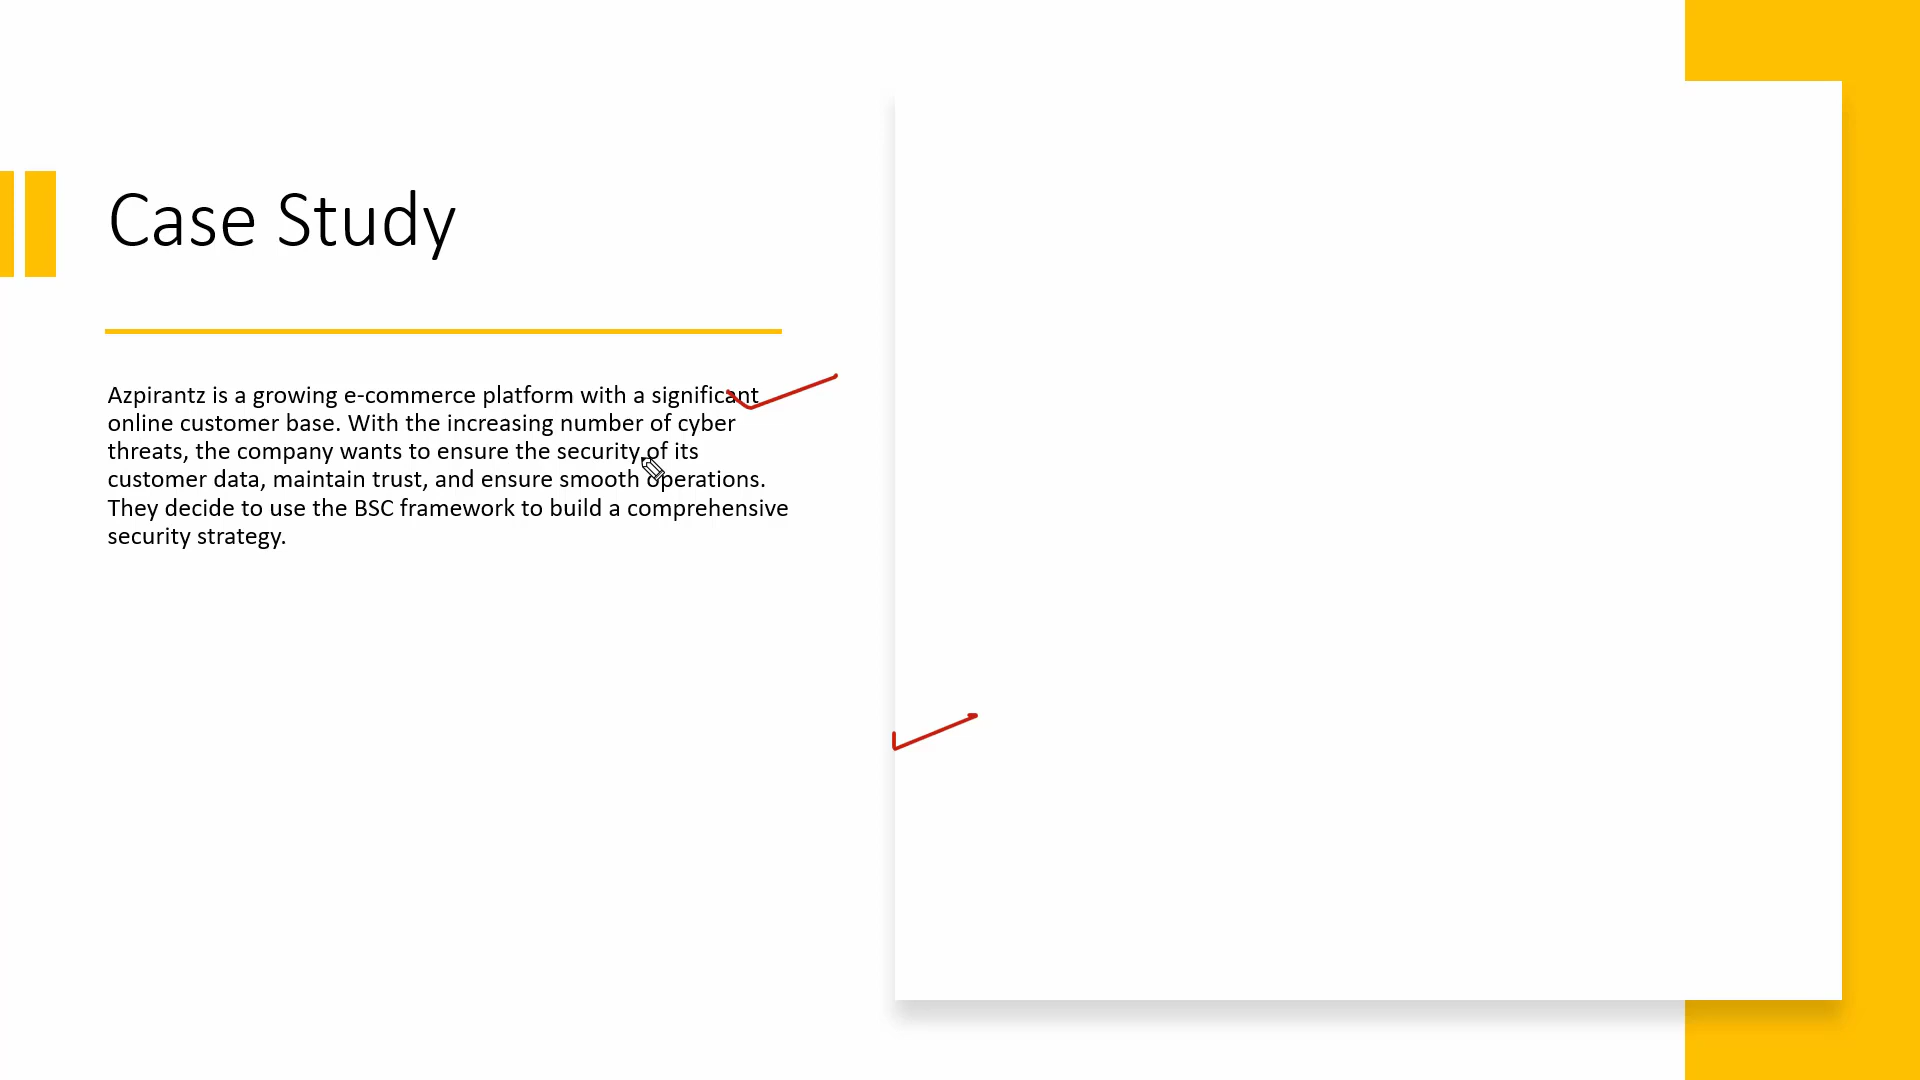 Case Study
Azpirantz is a growing e-commerce platform with a significant
online customer base. With the increasing number of cyber
threats, the company wants to ensure the security of its
customer data, maintain trust, and ensure smooth operations.
They decide to use the BSC framework to build a comprehensive
security strategy.